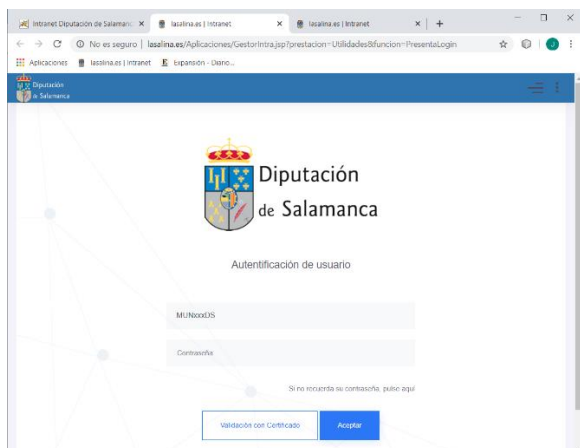 Intranet Diputación de Salamanc
lasalina.es | Intranet
lasalina.es | Intranet
No es seguro | lasalina.es/Aplicaciones/GestorIntra.jsp?prestacion=Utilidades&funcion=PresentaLogin
Aplicaciones
lasalina.es | Intranet
Expansión - Diario...
Diputación
de Salamanca
Diputación
de Salamanca
Autentificación de usuario
MUNxxxDS
Contraseña
Si no recuerda su contraseña, pulse aquí
Validación con Certificado
Aceptar